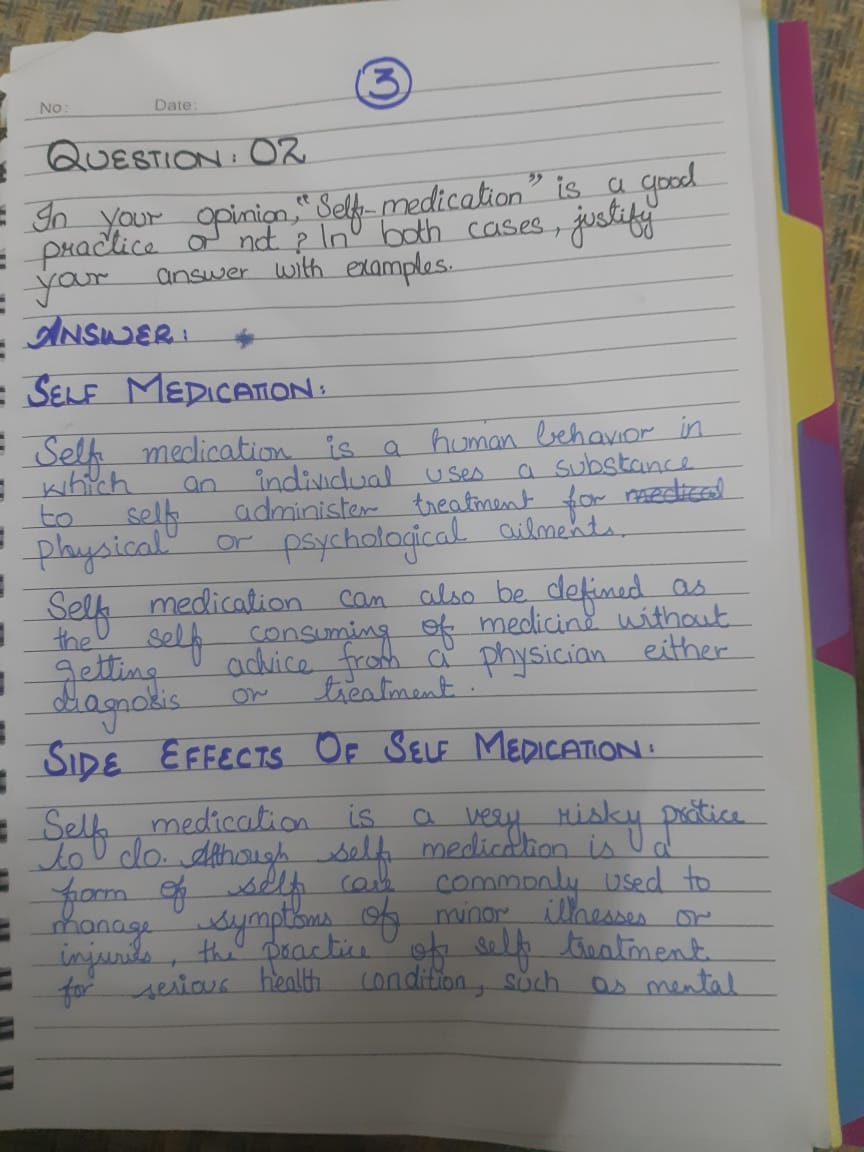 3
No: Date:
QUESTION: 02
In your opinion, "Self-medication" is a good
practice or not? In both cases, justify
your answer with examples.
ANSWER:
SELF MEDICATION:
Self medication is a human behavior in
which an individual uses a substance
to self administer treatment for medical
physical or psychological ailments.
Self medication can also be defined as
the self consuming of medicine without
getting advice from a physician either
diagnosis or treatment.
SIDE EFFECTS OF SELF MEDICATION:
Self medication is a very risky prctice
to do. Although self medication is a
form of self care commonly used to
manage symptoms of minor illnesses or
injuries, the practice of self treatment
for serious health condition, such as mental